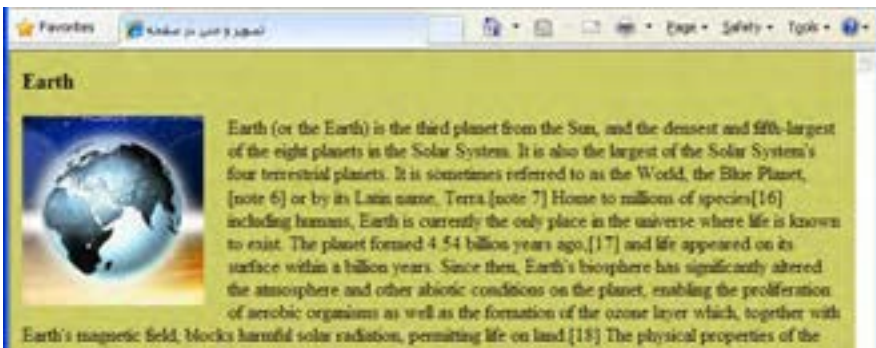 Favorites
تصویر و متن در صفحه
Page
Safety
Tools
Earth
Earth (or the Earth) is the third planet from the Sun, and the densest and fifth-largest
of the eight planets in the Solar System. It is also the largest of the Solar System's
four terrestrial planets. It is sometimes referred to as the World, the Blue Planet,
[note 6] or by its Latin name, Terra.[note 7] Home to millions of species[16]
including humans, Earth is currently the only place in the universe where life is known
to exist. The planet formed 4.54 billion years ago,[17] and life appeared on its
surface within a billion years. Since then, Earth's biosphere has significantly altered
the atmosphere and other abiotic conditions on the planet, enabling the proliferation
of aerobic organisms as well as the formation of the ozone layer which, together with
Earth's magnetic field, blocks harmful solar radiation, permitting life on land.[18] The physical properties of the